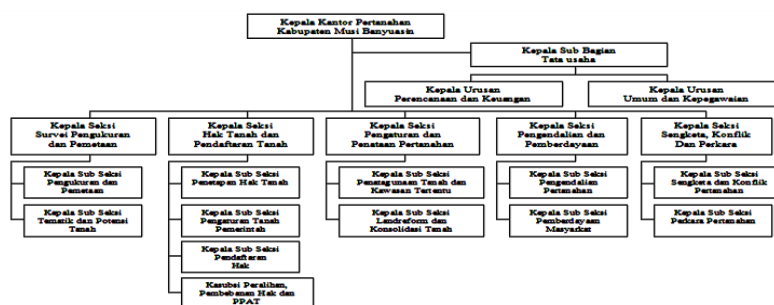 Kepala Kantor Pertanahan
Kabupaten Musi Banyuasin
Kepala Sub Bagian
Tata usaha
Kepala Urusan
Perencanaan dan Keuangan
Kepala Urusan
Umum dan Kepegawaian
Kepala Seksi
Survei Pengukuran
dan Pemetaan
Kepala Seksi
Hak Tanah dan
Pendaftaran Tanah
Kepala Seksi
Pengaturan dan
Penataan Pertanahan
Kepala Seksi
Pengendalian dan
Pemberdayaan
Kepala Seksi
Sengketa, Konflik
Dan Perkara
Kepala Sub Seksi
Pengukuran dan
Pemetaan
Kepala Sub Seksi
Penetapan Hak Tanah
Kepala Sub Seksi
Penatagunaan Tanah dan
Kawasan Tertentu
Kepala Sub Seksi
Pengendalian
Pertanahan
Kepala Sub Seksi
Sengketa dan Konflik
Pertanahan
Kepala Sub Seksi
Tematik dan Potensi
Tanah
Kepala Sub Seksi
Pengaturan Tanah
Pemerintah
Kepala Sub Seksi
Landreform dan
Konsolidasi Tanah
Kepala Sub Seksi
Pemberdayaan
Masyarkat
Kepala Sub Seksi
Perkara Pertanahan
Kepala Sub Seksi
Pendaftaran
Hak
Kasubsi Peralihan,
Pembebanan Hak dan
PPAT